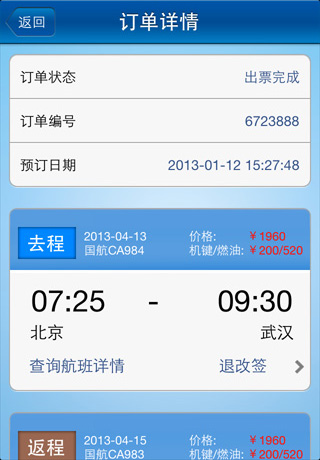 返回
订单详情
订单状态 出票完成
订单编号 6723888
预订日期 2013-01-12 15:27:48
去程
2013-04-13 价格: ￥1960
国航CA984 机键/燃油: ￥200/520
07:25 - 09:30
北京 武汉
查询航班详情 退改签
返程
2013-04-15 价格: ￥1960
国航CA983 机键/燃油: ￥200/520